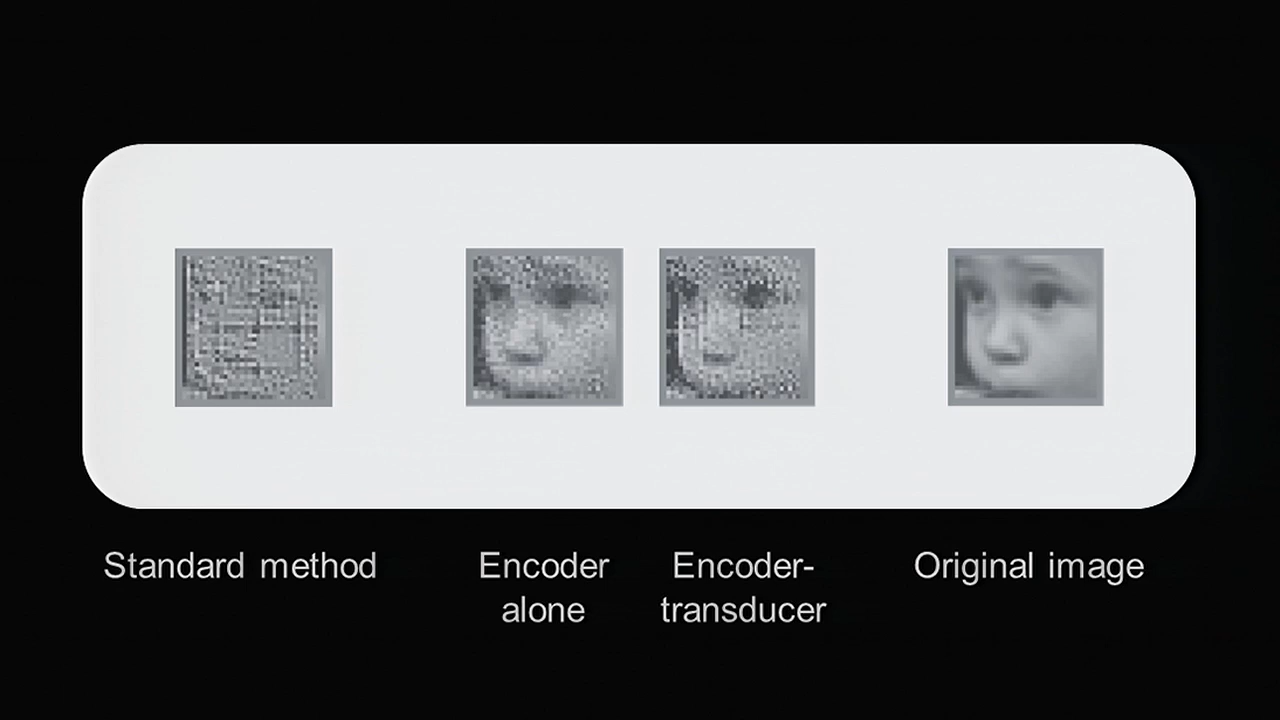 Standard method
Encoder
alone
Encoder-
transducer
Original image